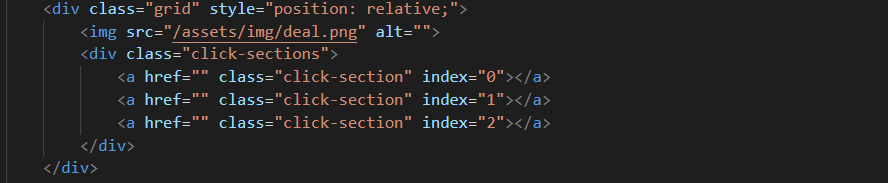 <div class="grid" style="position: relative;">
<img src="/assets/img/deal.png" alt="">
<div class="click-sections">
<a href="" class="click-section" index="0"></a>
<a href="" class="click-section" index="1"></a>
<a href="" class="click-section" index="2"></a>
</div>
</div>